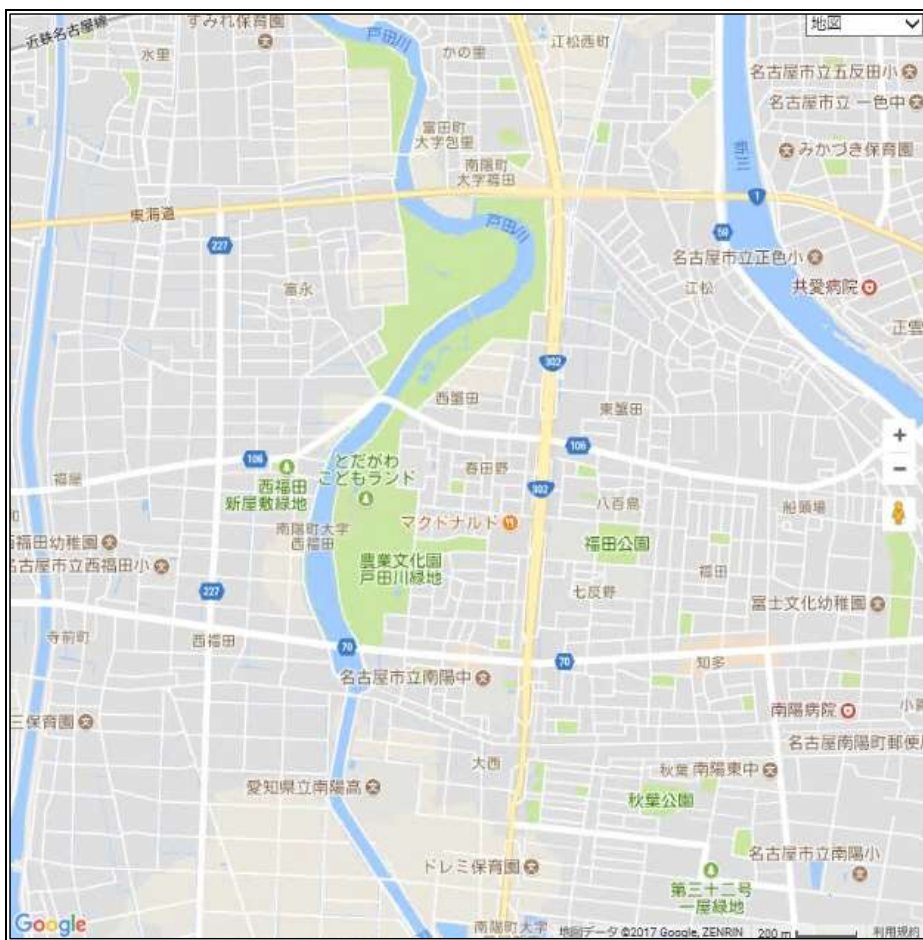 近鉄名古屋線
すみれ保育園
戸田川
かの里
江松西町
地図
水里
名古屋市立五反田小
名古屋市立 一色中
富田町
大字包里
みかづき保育園
南陽町
大字蒋田
1
東海道
戸田川
227
59
名古屋市立正色小
富永
江松
共愛病院
正雲
302
西蟹田
東蟹田
+
106
106
とだがわ
こどもランド
春田野
−
福屋
西福田
新屋敷緑地
302
八百島
船頭場
マクドナルド
南陽町大字
西福田
福田公園
福田
西福田幼稚園
農業文化園
戸田川緑地
名古屋市立西福田小
227
七反野
富士文化幼稚園
寺前町
西福田
70
70
知多
名古屋市立南陽中
三保育園
南陽病院
名古屋南陽町郵便局
大西
秋葉
南陽東中
愛知県立南陽高
秋葉公園
名古屋市立南陽小
ドレミ保育園
第三十二号
一屋緑地
Google
南陽町大字
地図データ ©2017 Google, ZENRIN
200 m
利用規約